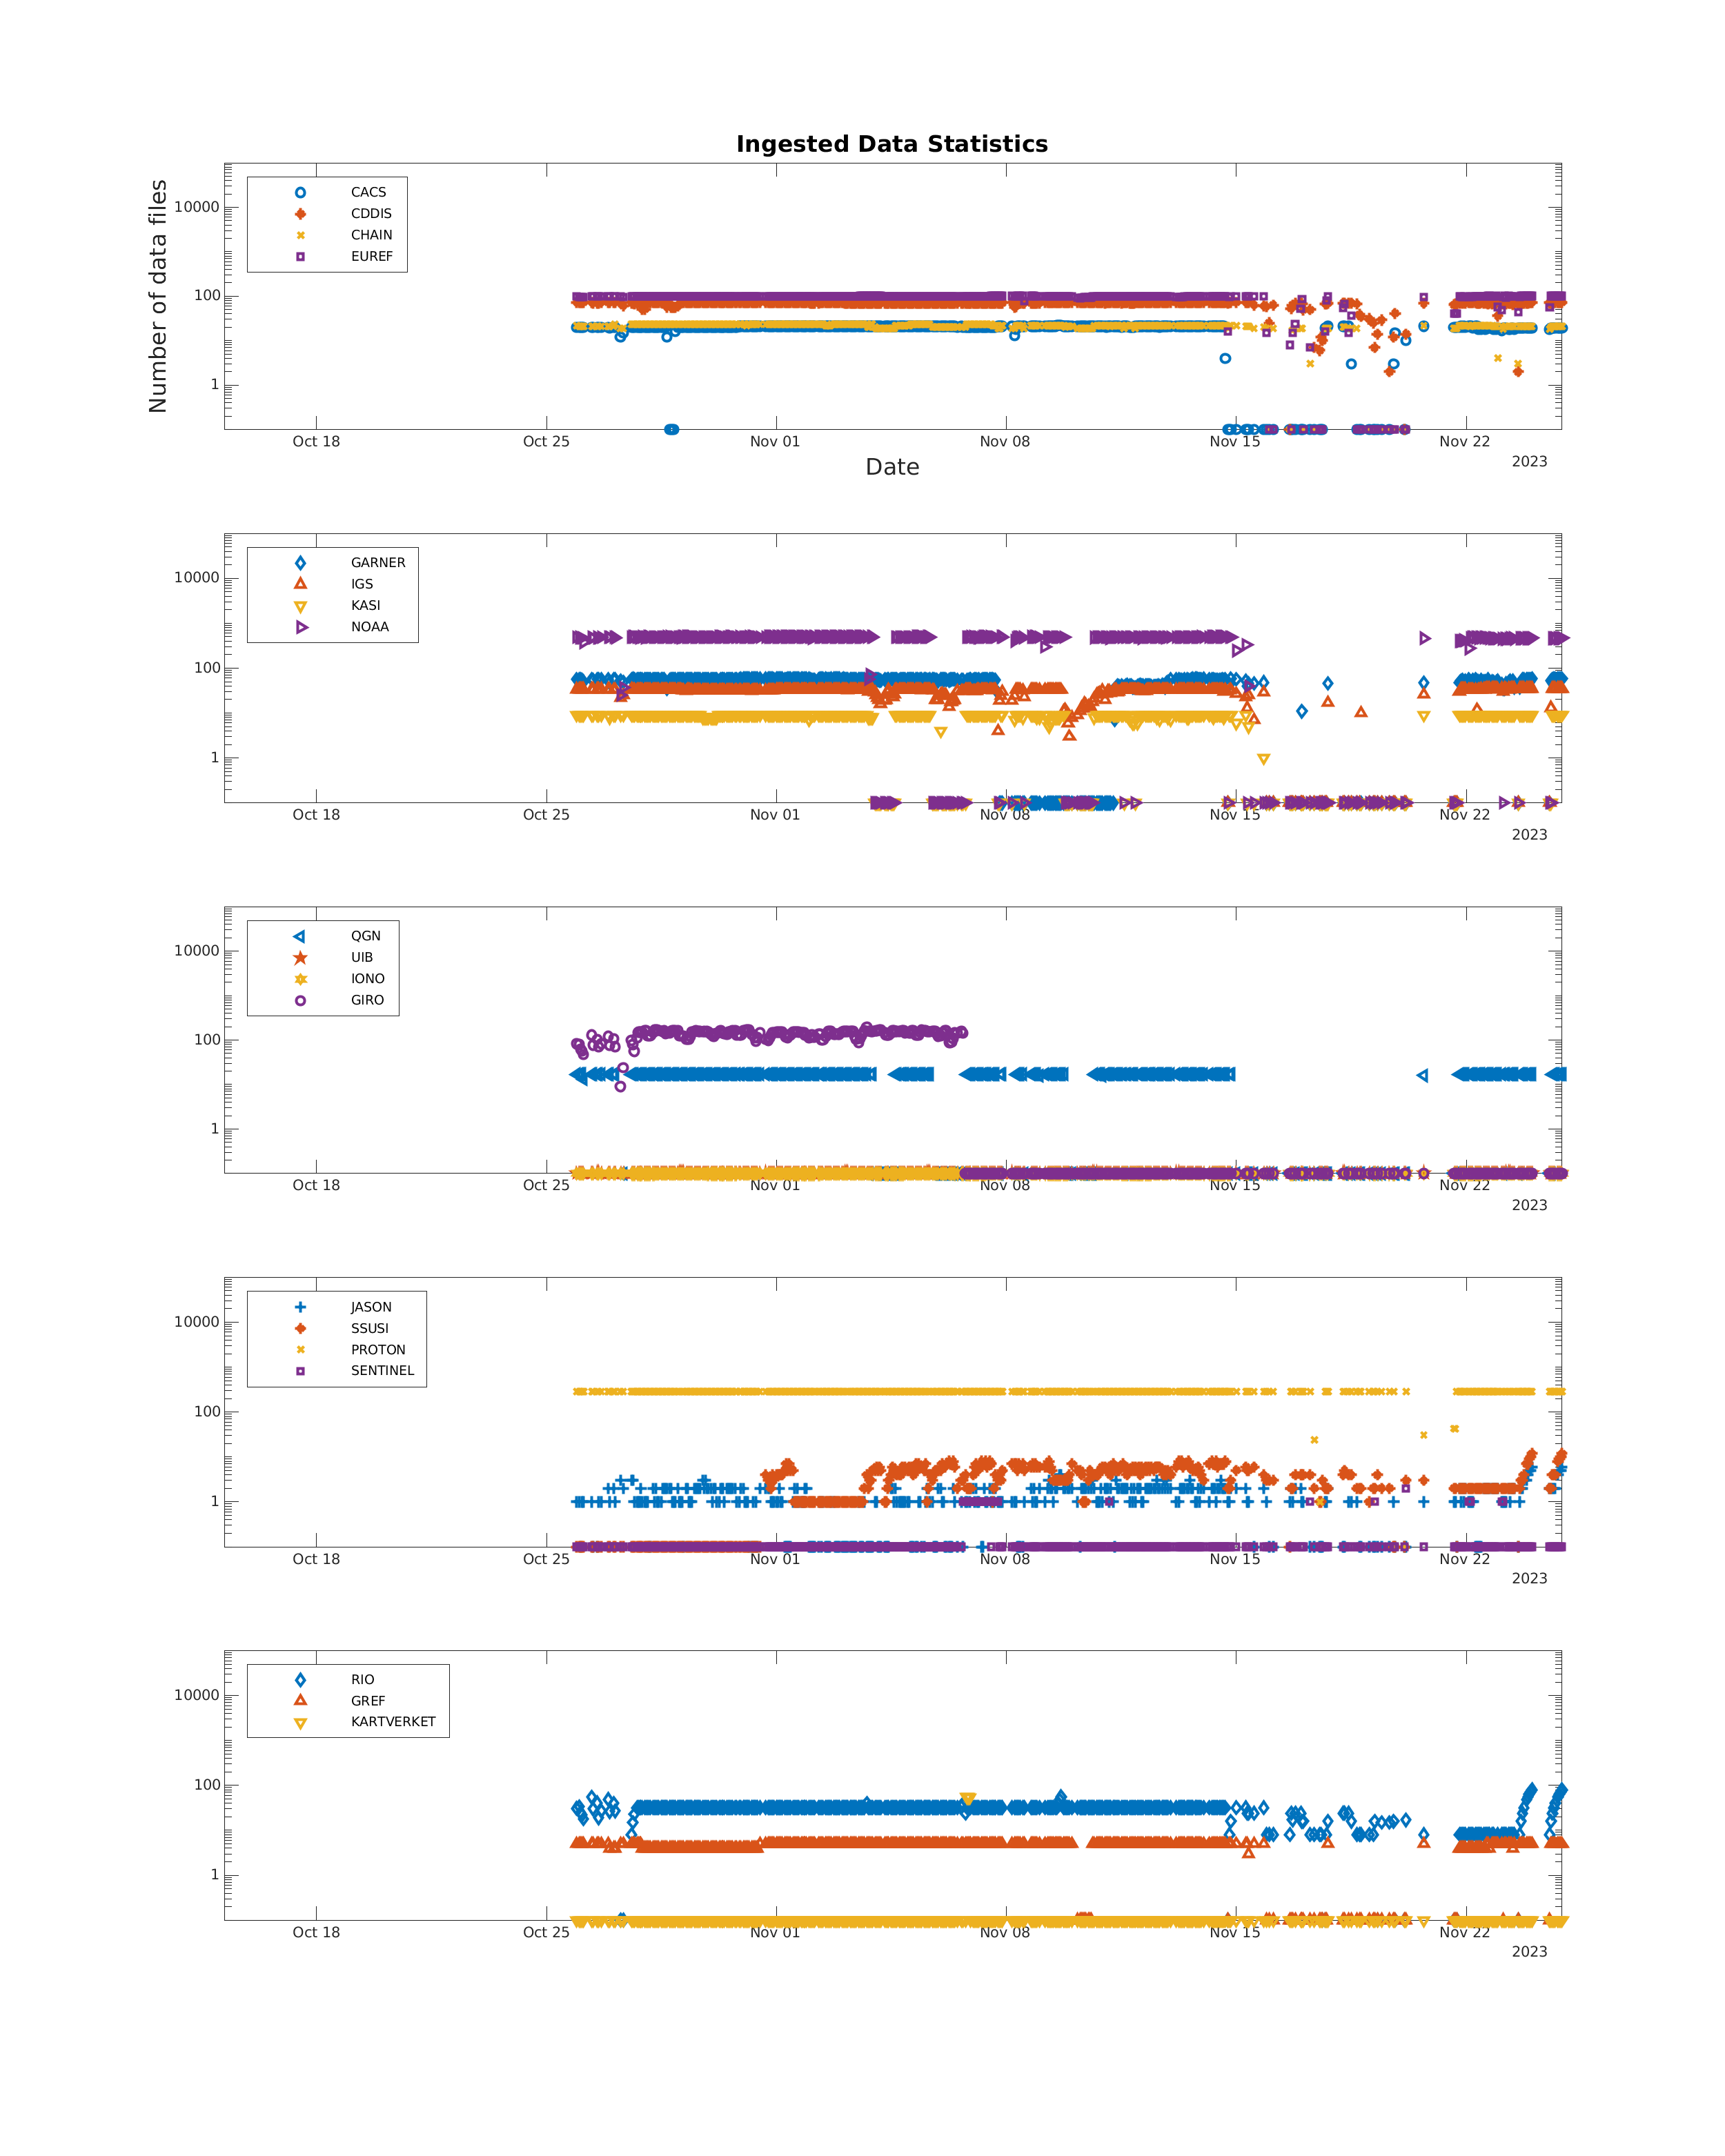 Ingested Data Statistics
Number of data files
10000
100
1
CACS
CDDIS
CHAIN
EUREF
Oct 18 Oct 25 Nov 01 Nov 08 Nov 15 Nov 22
2023
Date
10000
100
1
GARNER
IGS
KASI
NOAA
Oct 18 Oct 25 Nov 01 Nov 08 Nov 15 Nov 22
2023
10000
100
1
QGN
UIB
IONO
GIRO
Oct 18 Oct 25 Nov 01 Nov 08 Nov 15 Nov 22
2023
10000
100
1
JASON
SSUSI
PROTON
SENTINEL
Oct 18 Oct 25 Nov 01 Nov 08 Nov 15 Nov 22
2023
10000
100
1
RIO
GREF
KARTVERKET
Oct 18 Oct 25 Nov 01 Nov 08 Nov 15 Nov 22
2023